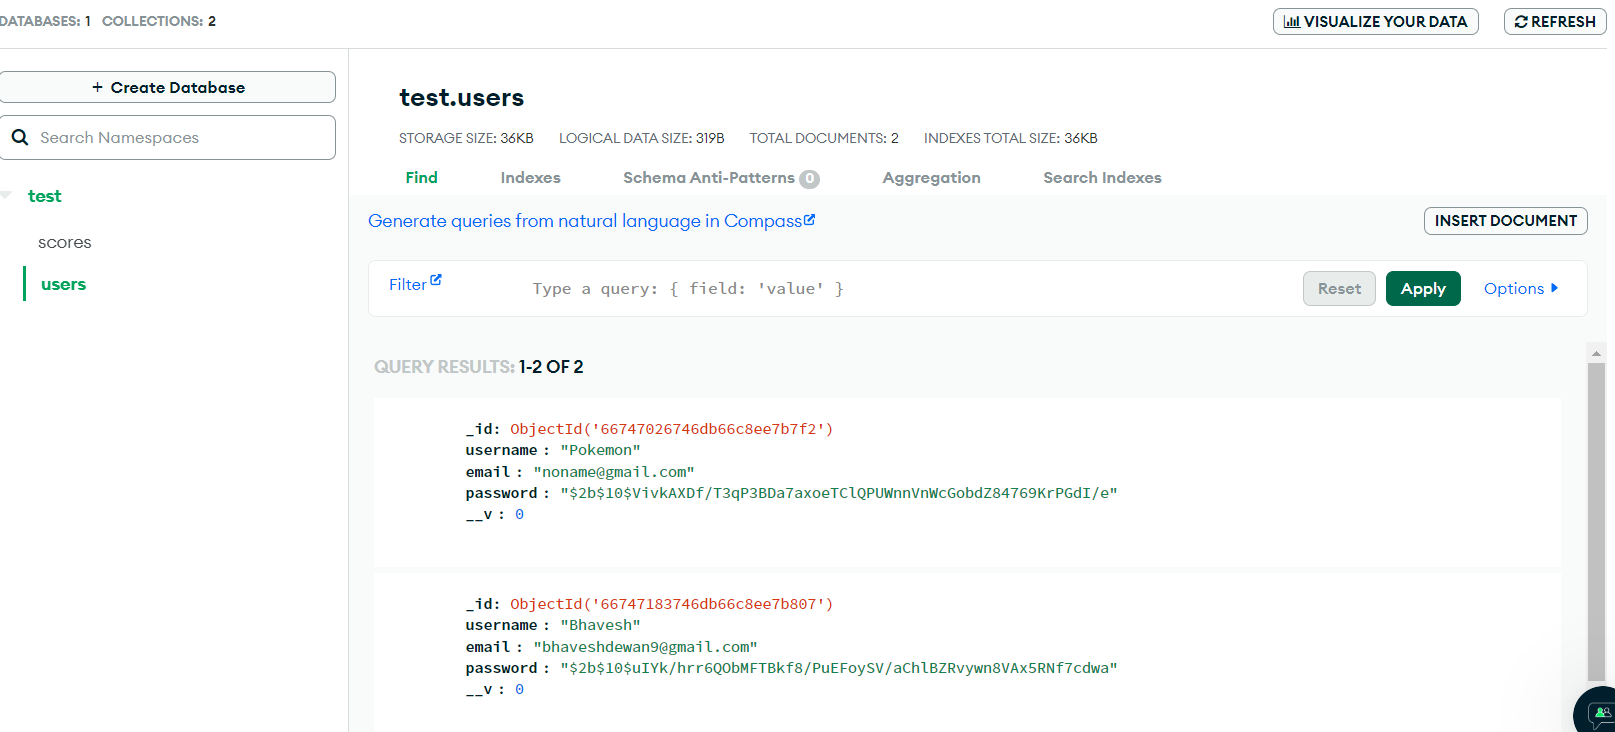 DATABASES: 1 COLLECTIONS: 2
VISUALIZE YOUR DATA
REFRESH
+ Create Database
Search Namespaces
test
scores
users
test.users
STORAGE SIZE: 36KB LOGICAL DATA SIZE: 319B TOTAL DOCUMENTS: 2 INDEXES TOTAL SIZE: 36KB
Find Indexes Schema Anti-Patterns 0 Aggregation Search Indexes
Generate queries from natural language in Compass
INSERT DOCUMENT
Filter
Type a query: { field: 'value' }
Reset
Apply
Options
QUERY RESULTS: 1-2 OF 2
_id: ObjectId('66747026746db66c8ee7b7f2')
username : "Pokemon"
email : "noname@gmail.com"
password : "$2b$10$VivkAXDf/T3qP3BDa7axoeTClQPUWnnVnWcGobdZ84769KrPGdI/e"
__v : 0
_id: ObjectId('66747183746db66c8ee7b807')
username : "Bhavesh"
email : "bhaveshdewan9@gmail.com"
password : "$2b$10$uIYk/hrr6QObMFTBkf8/PuEFoySV/aChlBZRvywn8VAx5RNf7cdwa"
__v : 0